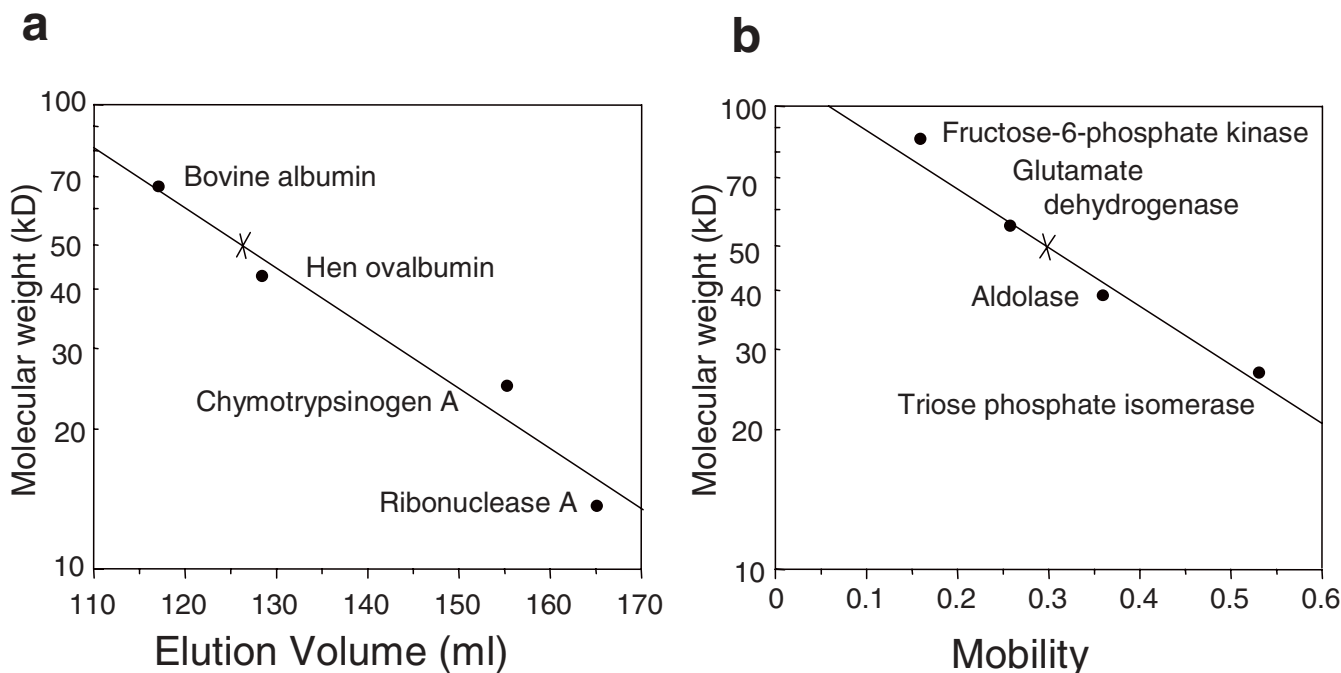 a
100
70
50
40
30
20
10
Molecular weight (kD)
Bovine albumin
Hen ovalbumin
Chymotrypsinogen A
Ribonuclease A
110 120 130 140 150 160 170
Elution Volume (ml)
b
100
70
50
40
30
20
10
Molecular weight (kD)
Fructose-6-phosphate kinase
Glutamate
dehydrogenase
Aldolase
Triose phosphate isomerase
0 0.1 0.2 0.3 0.4 0.5 0.6
Mobility